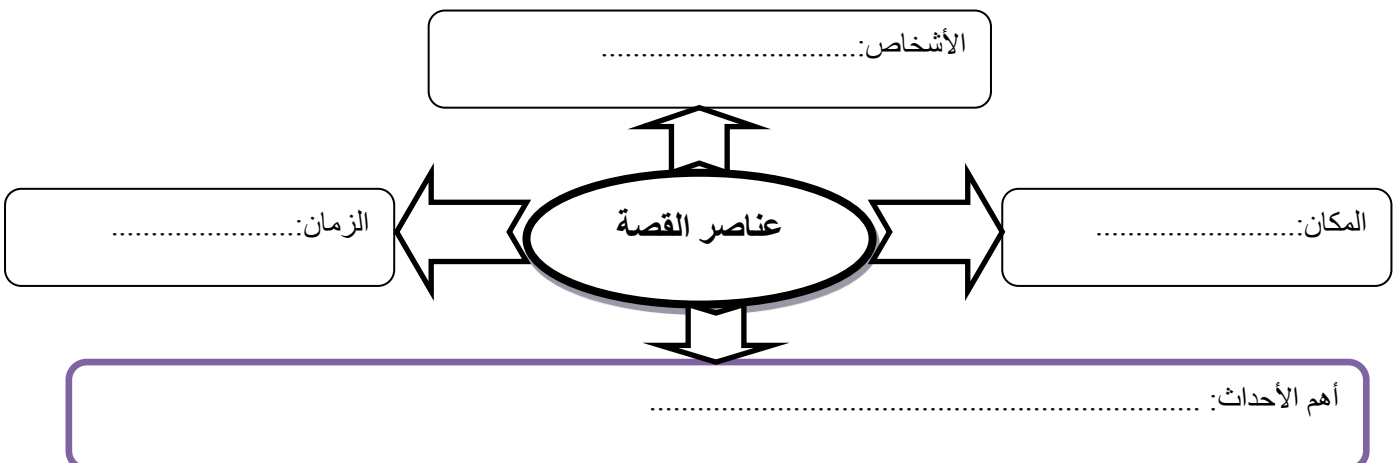 الأشخاص:................................
عناصر القصة
المكان:.........................
الزمان:.......................
أهم الأحداث: .....................................................................